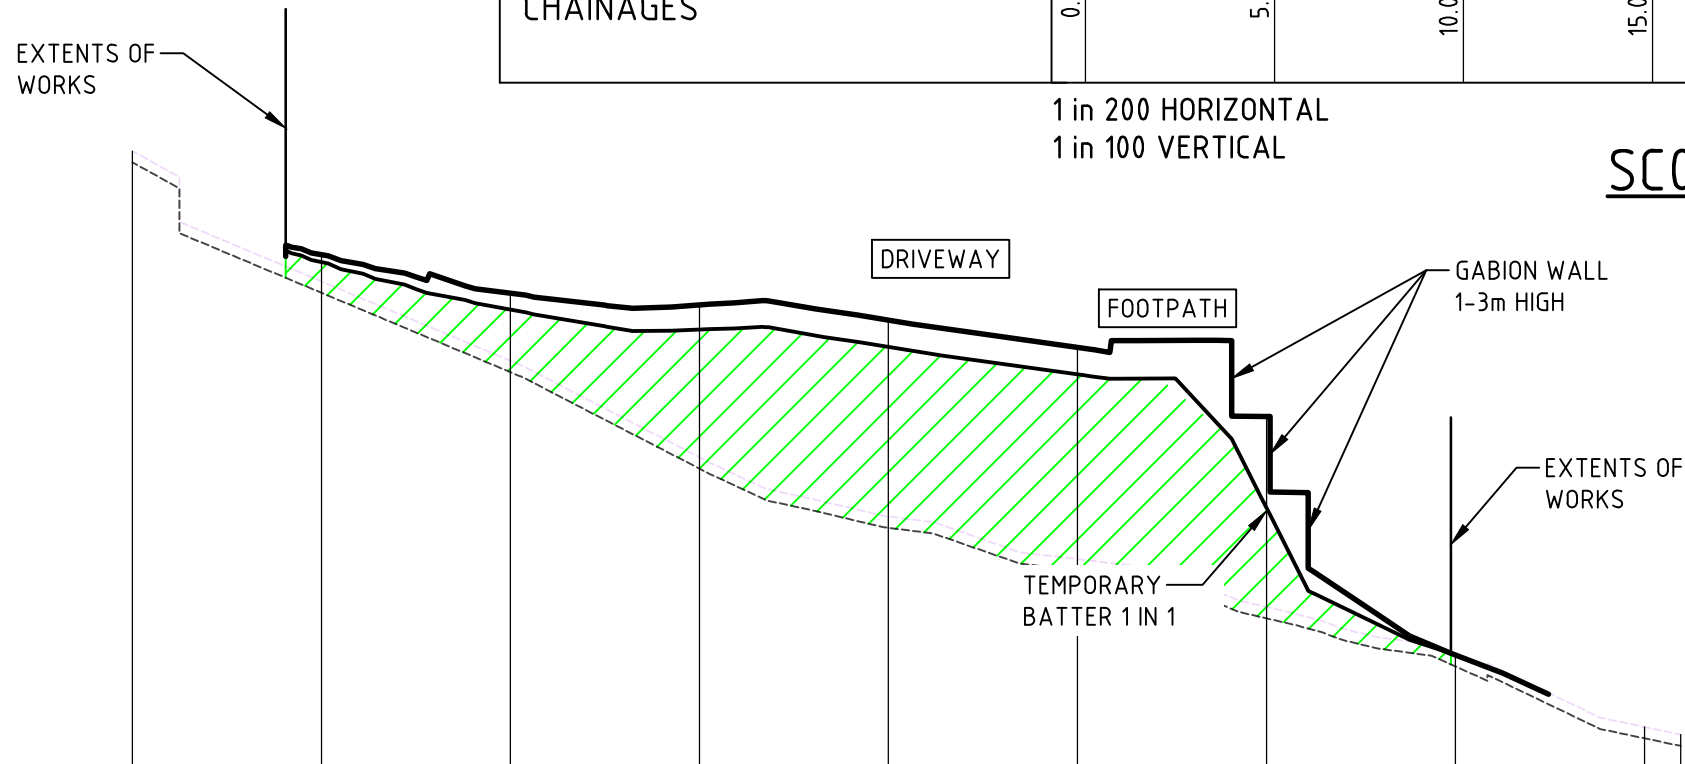 CHAINAGES
0.
5.
10.0
15.0
EXTENTS OF
WORKS
1 in 200 HORIZONTAL
1 in 100 VERTICAL
DRIVEWAY
FOOTPATH
GABION WALL
1-3m HIGH
EXTENTS OF
WORKS
TEMPORARY
BATTER 1 IN 1